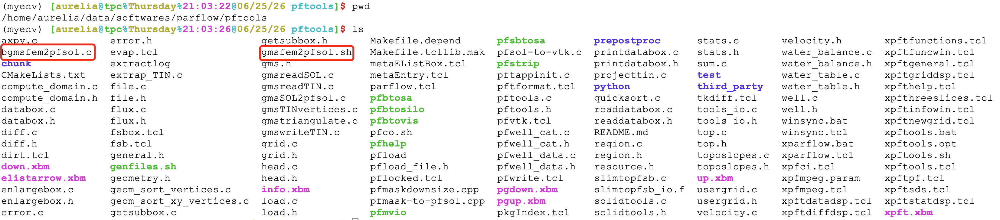 (myenv) [aurelia@tpc%Thursday%21:03:22@06/25/26 pftools]$ pwd
/home/aurelia/data/softwares/parflow/pftools
(myenv) [aurelia@tpc%Thursday%21:03:26@06/25/26 pftools]$ ls
axpy.c error.h getsubbox.h Makefile.depend pfsbtosa prepostproc stats.c velocity.h xpftfunctions.tcl
bgmsfem2pfsol.c evap.tcl gmsfem2pfsol.sh Makefile.tcllib.mak pfsol-to-vtk.c printdatabox.c stats.h water_balance.c xpftfuncwin.tcl
chunk extractlog gms.h metaEListBox.tcl pfstrip printdatabox.h sum.c water_balance.h xpftgeneral.tcl
CMakeLists.txt extrap_TIN.c gmsreadSOL.c metaEntry.tcl pftappinit.c projecttin.c test water_table.c xpftgriddsp.tcl
compute_domain.c file.c gmsreadTIN.c parflow.tcl pftformat.tcl python third_party water_table.h xpfthelp.tcl
compute_domain.h file.h gmsSOL2pfsol.c pfbtosa pftools.c quicksort.c tkdiff.tcl well.c xpfthreeslices.tcl
databox.c flux.c gmsTINvertices.c pfbtosilo pftools.h readdatabox.c tools_io.c well.h xpftinfowin.tcl
databox.h flux.h gmstriangulate.c pfbtovis pfvtk.tcl readdatabox.h tools_io.h winsync.bat xpftnewgrid.tcl
diff.c fsbox.tcl gmswriteTIN.c pfco.sh pfwell_cat.c README.md top.c winsync.tcl xpftools.bat
diff.h fsb.tcl grid.c pfhelp pfwell_cat.h region.c top.h xparflow.bat xpftools.opt
dirt.tcl general.h grid.h pfload pfwell_data.c region.h toposlopes.c xparflow.tcl xpftools.sh
down.xbm genfiles.sh head.c pfload_file.h pfwell_data.h resource.h toposlopes.h xpfci.tcl xpftools.tcl
elistarrow.xbm geometry.h head.h pflocked.tcl pfwrite.tcl slimtopfsb.c up.xbm xpfmpeg.param xpftpf.tcl
enlargebox.c geom_sort_vertices.c info.xbm pfmaskdownsize.cpp pgdown.xbm slimtopfsb_io.f usergrid.c xpfmpeg.tcl xpftsds.tcl
enlargebox.h geom_sort_xy_vertices.c load.c pfmask-to-pfsol.cpp pgup.xbm solidtools.c usergrid.h xpftdatadsp.tcl xpftstatdsp.tcl
error.c getsubbox.c load.h pfmvio pkgIndex.tcl solidtools.h velocity.c xpftdiffdsp.tcl xpft.xbm